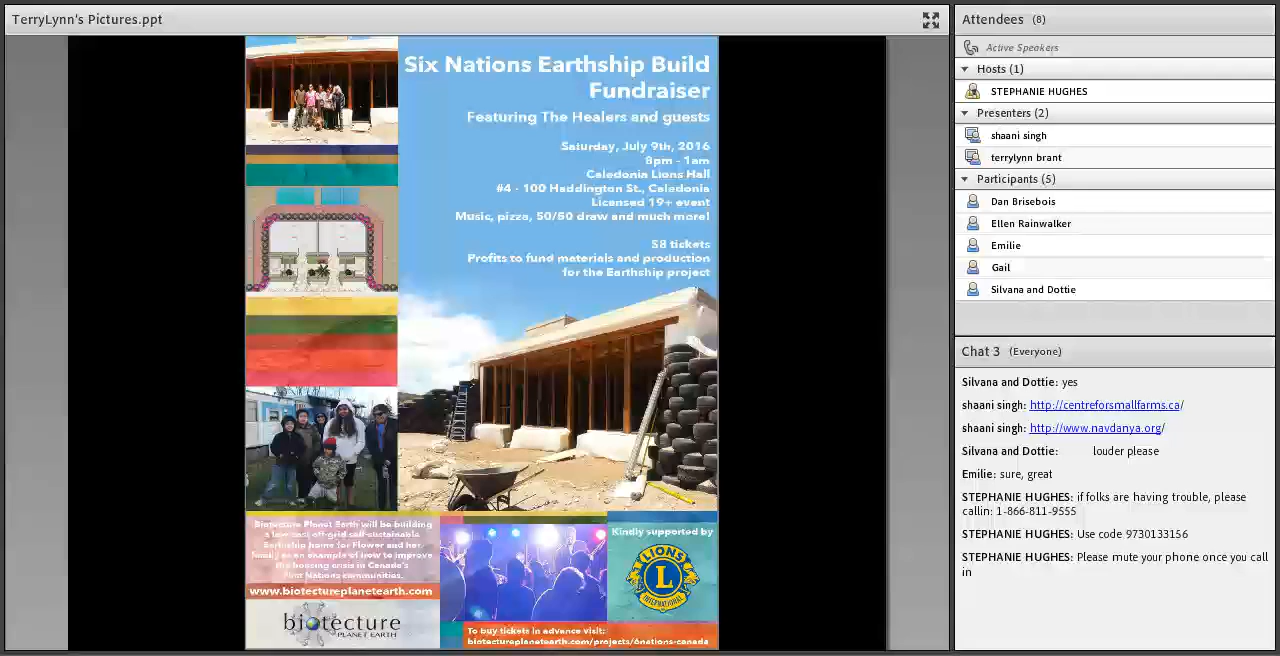 TerryLynn's Pictures.ppt
Six Nations Earthship Build
Fundraiser
Featuring The Healers and guests
Saturday, July 9th, 2016
8pm - 1am
Caledonia Lions Hall
#4 - 100 Haddington St., Caledonia
Licensed 19+ event
Music, pizza, 50/50 draw and much more!
$8 tickets
Profits to fund materials and production
for the Earthship project
Biotecture Planet Earth will be building
a low cost off-grid self-sustainable
Earthship home for Flower and her
family as an example of how to improve
the housing crisis in Canada's
First Nations communities.
www.biotectureplanetearth.com
biotecture
PLANET EARTH
Kindly supported by
LIONS
L
INTERNATIONAL
To buy tickets in advance visit:
biotectureplanetearth.com/projects/6nations-canada
Attendees (8)
Active Speakers
Hosts (1)
STEPHANIE HUGHES
Presenters (2)
shaani singh
terrylynn brant
Participants (5)
Dan Brisebois
Ellen Rainwalker
Emilie
Gail
Silvana and Dottie
Chat 3 (Everyone)
Silvana and Dottie: yes
shaani singh: http://centreforsmallfarms.ca/
shaani singh: http://www.navdanya.org/
Silvana and Dottie: louder please
Emilie: sure, great
STEPHANIE HUGHES: if folks are having trouble, please
callin: 1-866-811-9555
STEPHANIE HUGHES: Use code 9730133156
STEPHANIE HUGHES: Please mute your phone once you call
in